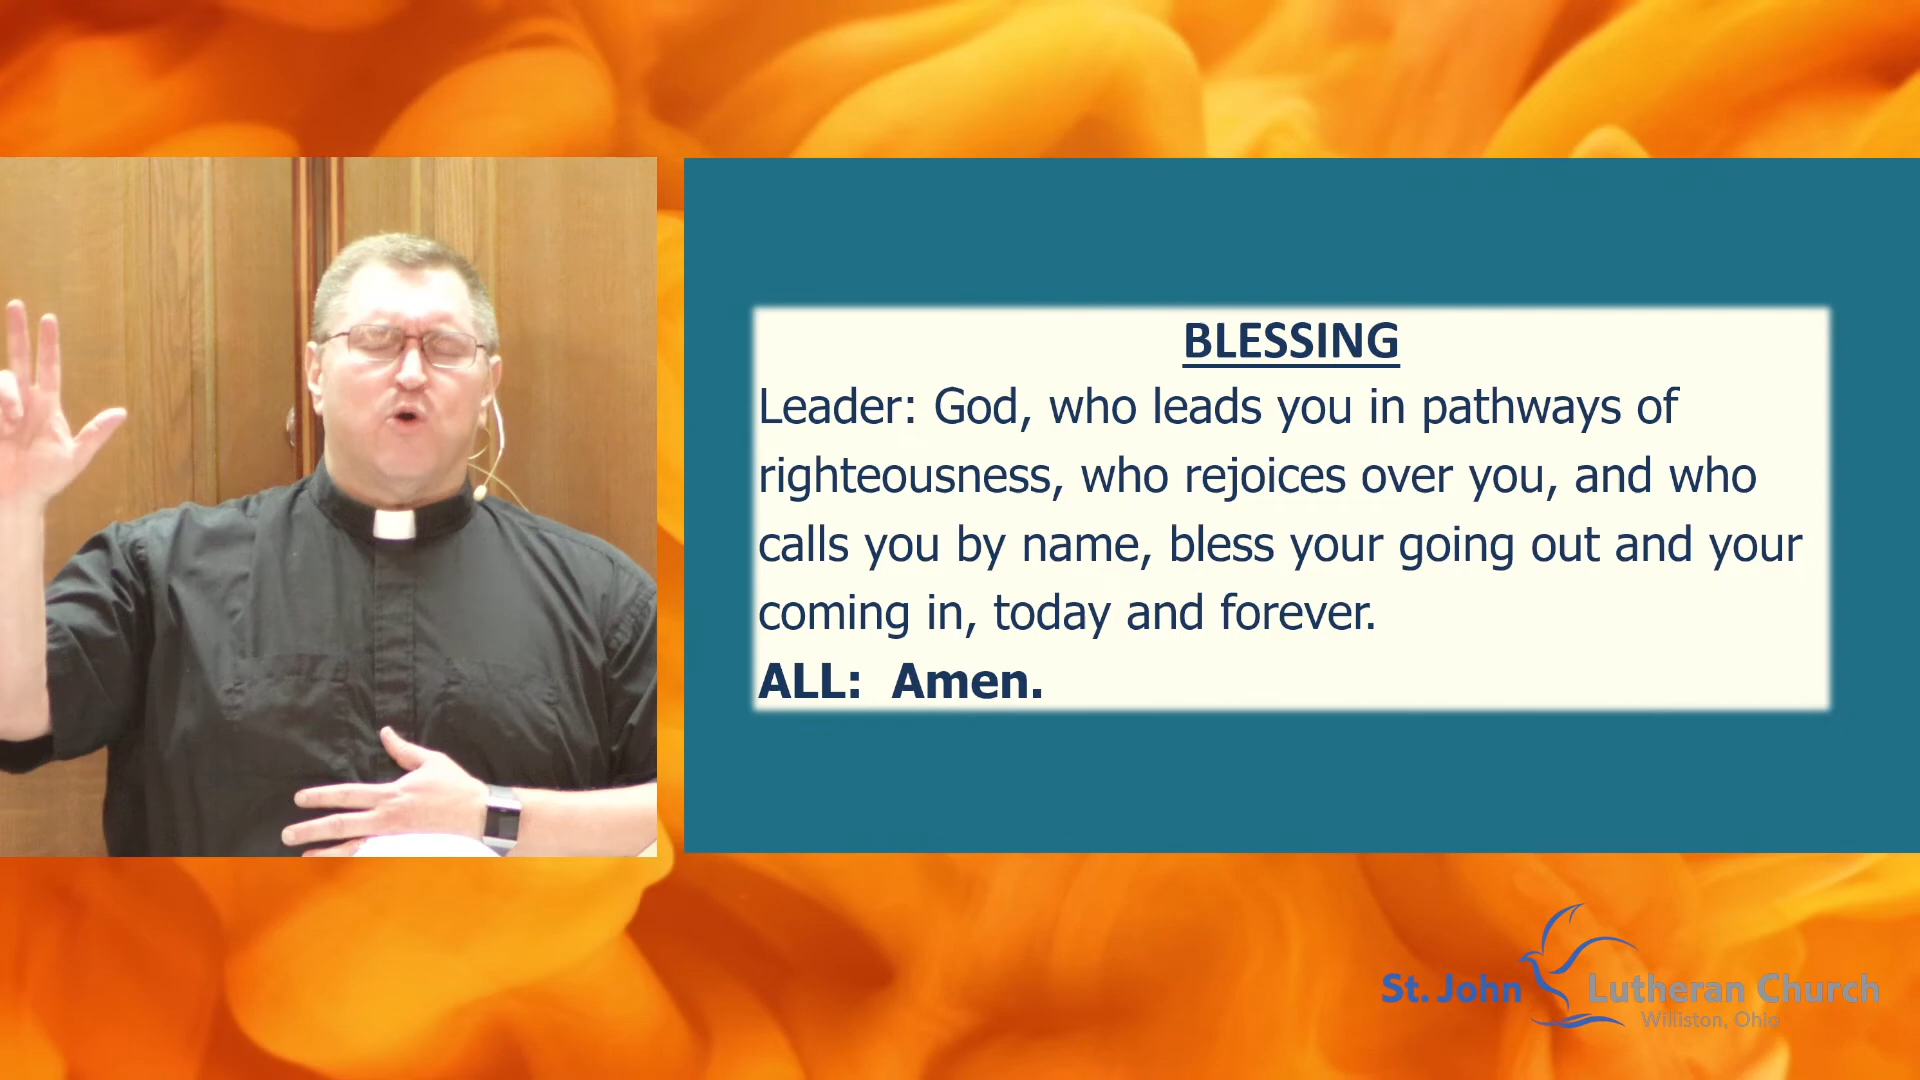 BLESSING
Leader: God, who leads you in pathways of
righteousness, who rejoices over you, and who
calls you by name, bless your going out and your
coming in, today and forever.
ALL:  Amen.
St. John Lutheran Church
Williston, Ohio